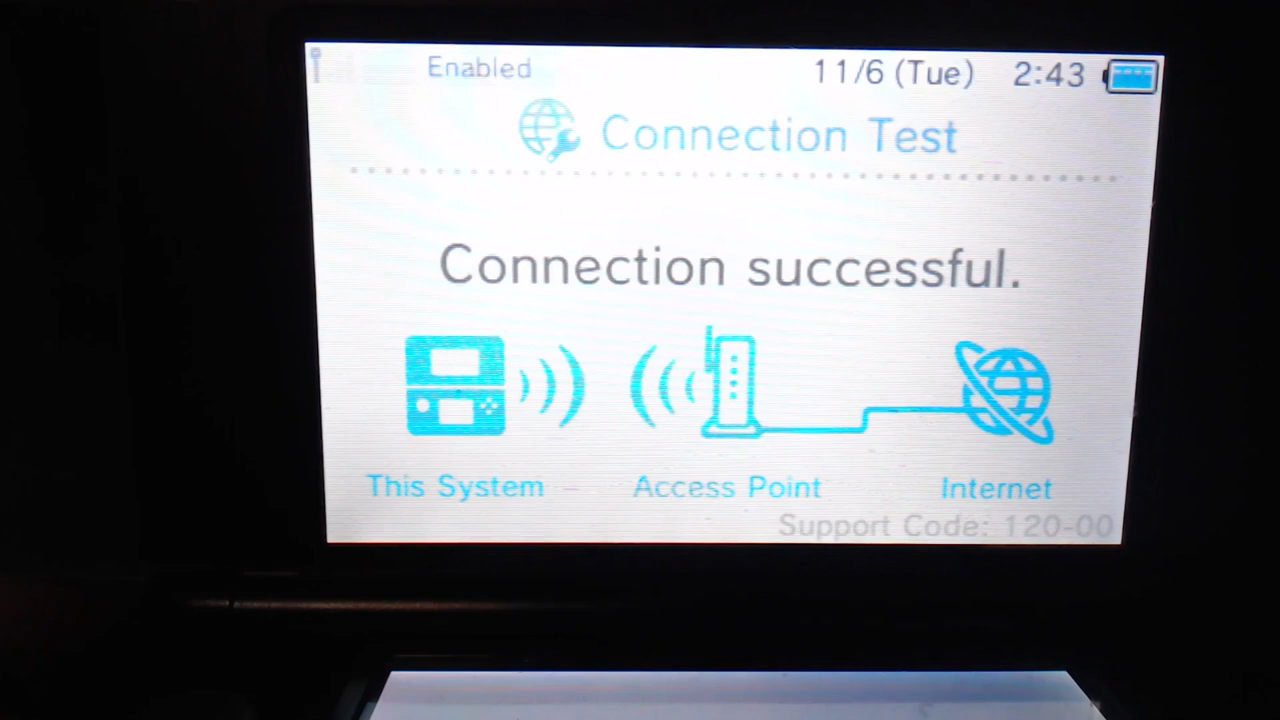 Enabled 11/6 (Tue) 2:43
Connection Test
Connection successful.
This System Access Point Internet
Support Code: 120-00